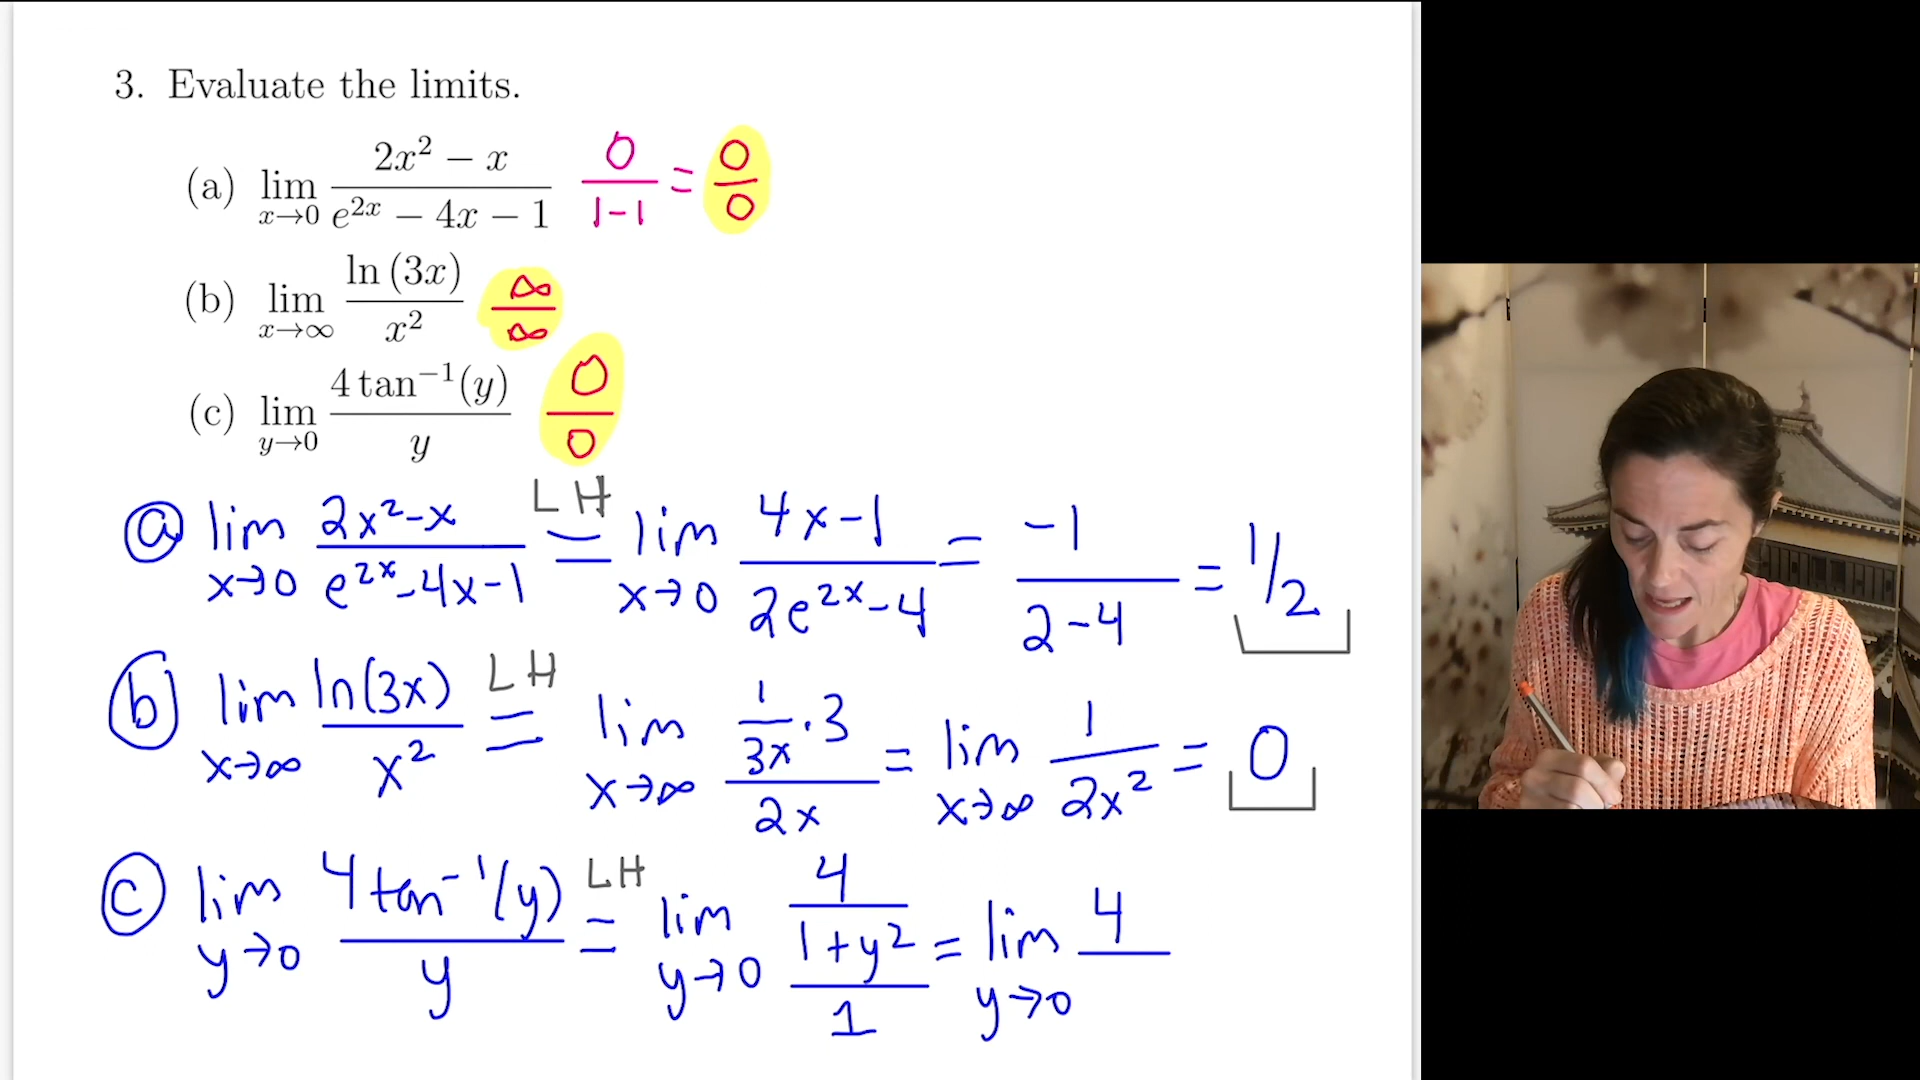 3. Evaluate the limits.
(a) lim x→0 (2x² − x)/(e^{2x} − 4x − 1) 0/(1-1) = 0/0
(b) lim x→∞ ln (3x)/x² ∞/∞
(c) lim y→0 4 tan⁻¹(y)/y 0/0
ⓐ lim x→0 (2x²-x)/(e^{2x}-4x-1) LH= lim x→0 (4x-1)/(2e^{2x}-4) = -1/(2-4) = 1/2
ⓑ lim x→∞ ln(3x)/x² LH= lim x→∞ (1/3x · 3)/2x = lim x→∞ 1/2x² = 0
ⓒ lim y→0 4tan⁻¹(y)/y LH= lim y→0 (4/(1+y²))/1 = lim y→0 4/